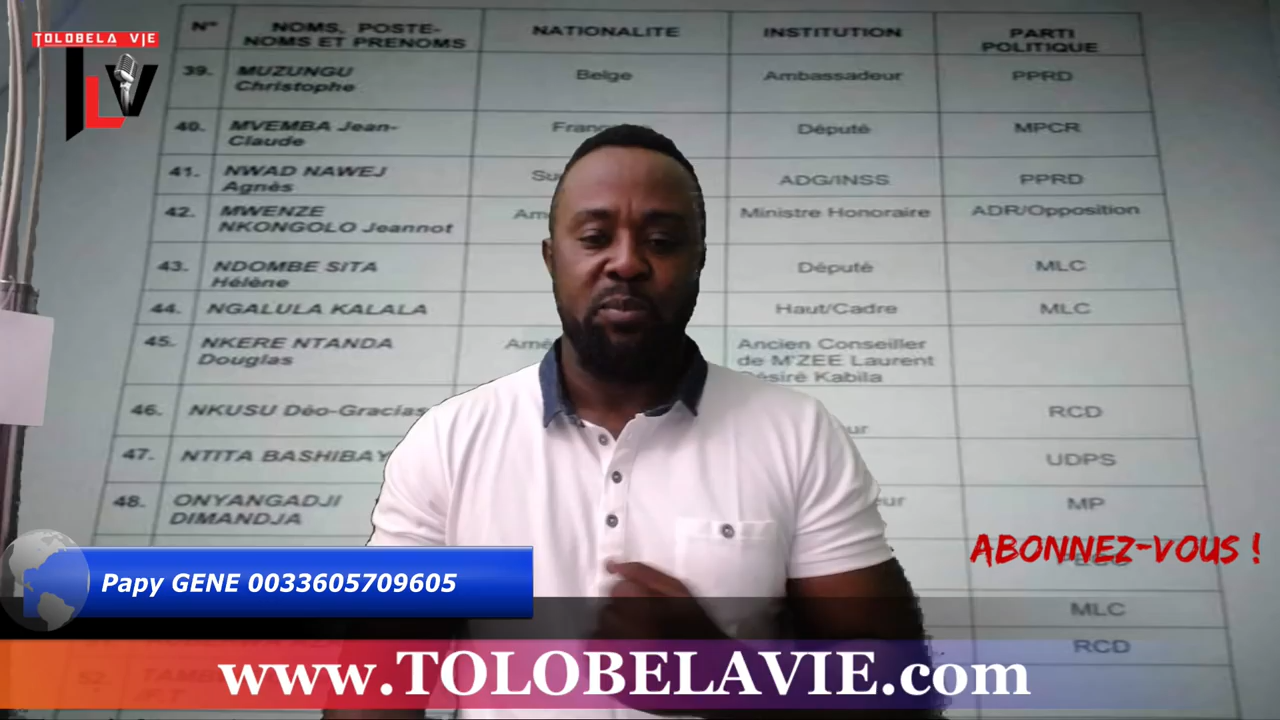 TOLOBELA VIE
TLV
N° NOMS, POSTE- NATIONALITE INSTITUTION PARTI
NOMS ET PRENOMS POLITIQUE
39. MUZUNGU Belge Ambassadeur PPRD
Christophe
40. MVEMBA Jean- Député MPCR
Claude
41. NWAD NAWEJ ADG/INSS PPRD
Agnès
42. MWENZE Ministre Honoraire ADR/Opposition
NKONGOLO Jeannot
43. NDOMBE SITA Député MLC
Hélène
44. NGALULA KALALA Haut/Cadre MLC
45. NKERE NTANDA Ancien Conseiller
Douglas de M'ZEE Laurent
Désiré Kabila
46. NKUSU Déo-Gracias RCD
47. NTITA BASHIBAY UDPS
48. ONYANGADJI MP
DIMANDJA
ABONNEZ-VOUS !
Papy GENE 0033605709605
MLC
RCD
www.TOLOBELAVIE.com